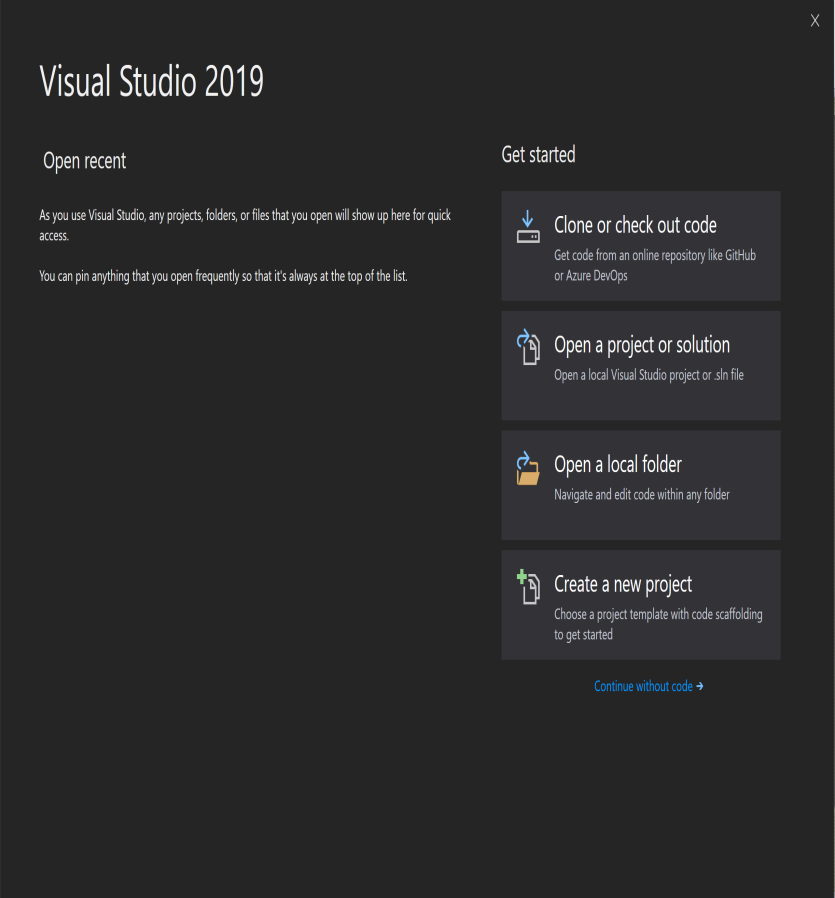 X
Visual Studio 2019
Open recent
As you use Visual Studio, any projects, folders, or files that you open will show up here for quick
access.
You can pin anything that you open frequently so that it's always at the top of the list.
Get started
Clone or check out code
Get code from an online repository like GitHub
or Azure DevOps
Open a project or solution
Open a local Visual Studio project or .sln file
Open a local folder
Navigate and edit code within any folder
Create a new project
Choose a project template with code scaffolding
to get started
Continue without code →